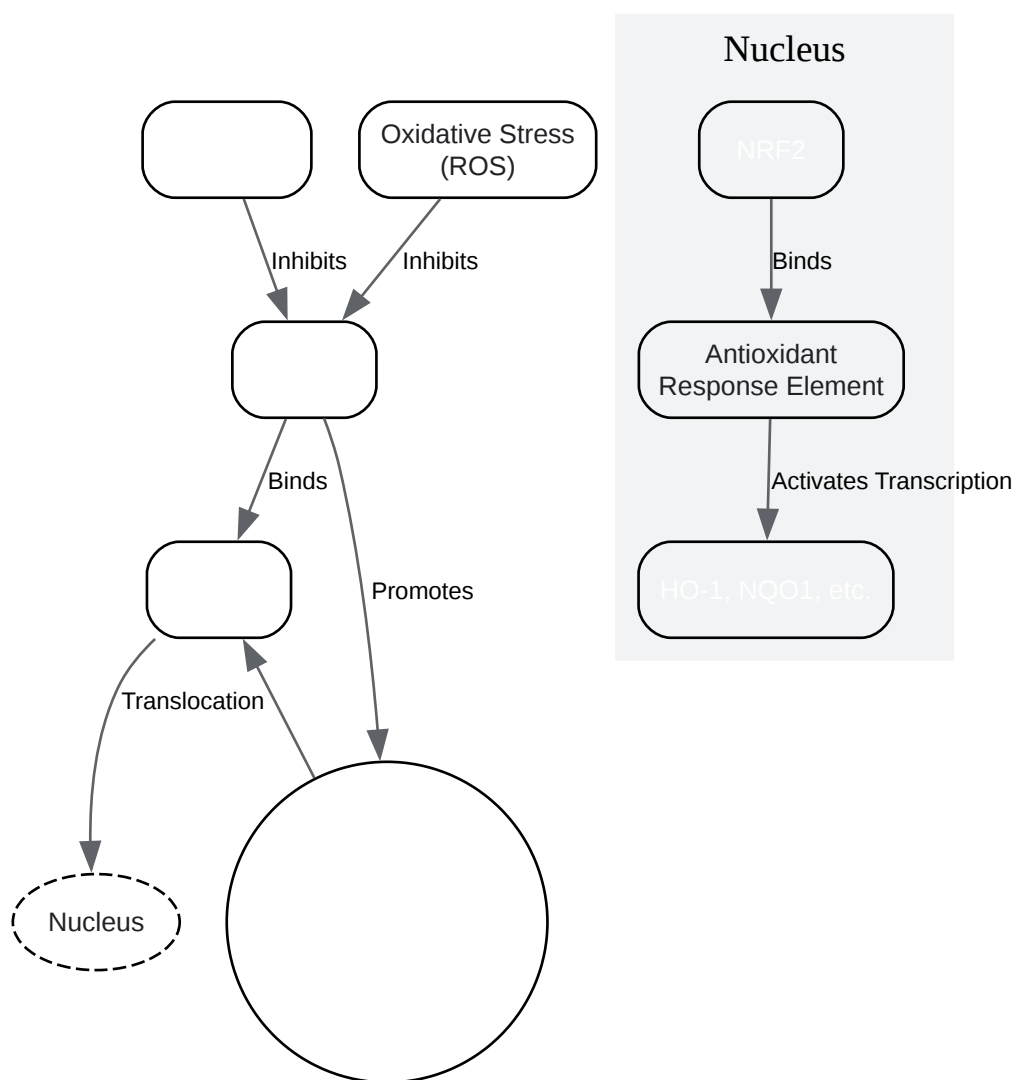 Nucleus
Oxidative Stress
(ROS)
NRF2
Inhibits
Inhibits
Binds
Antioxidant
Response Element
Binds
Activates Transcription
Promotes
HO-1, NQO1, etc.
Translocation
Nucleus